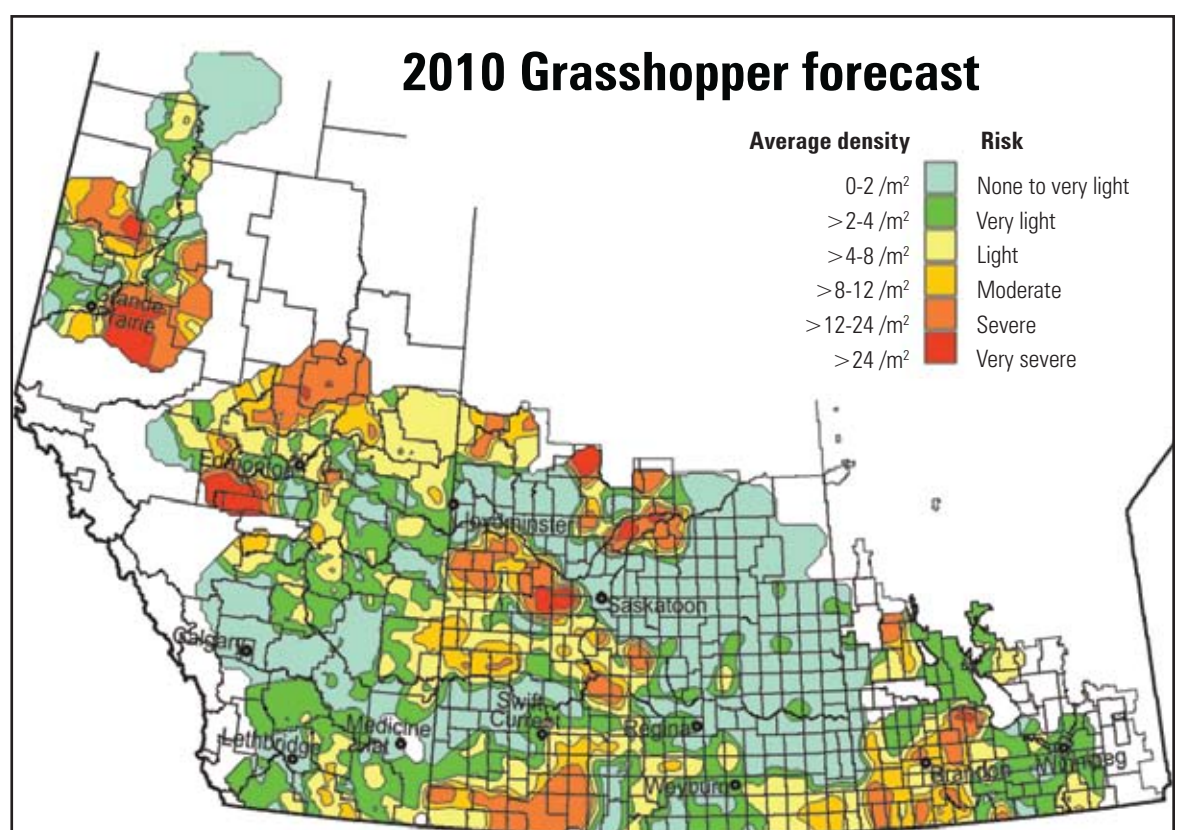 2010 Grasshopper forecast
Average density Risk
0-2 /m² None to very light
>2-4 /m² Very light
>4-8 /m² Light
>8-12 /m² Moderate
>12-24 /m² Severe
>24 /m² Very severe
Grande
Prairie
Edmonton
Lloydminster
Saskatoon
Calgary
Swift
Current
Medicine
Hat
Regina
Lethbridge
Weyburn
Brandon
Winnipeg